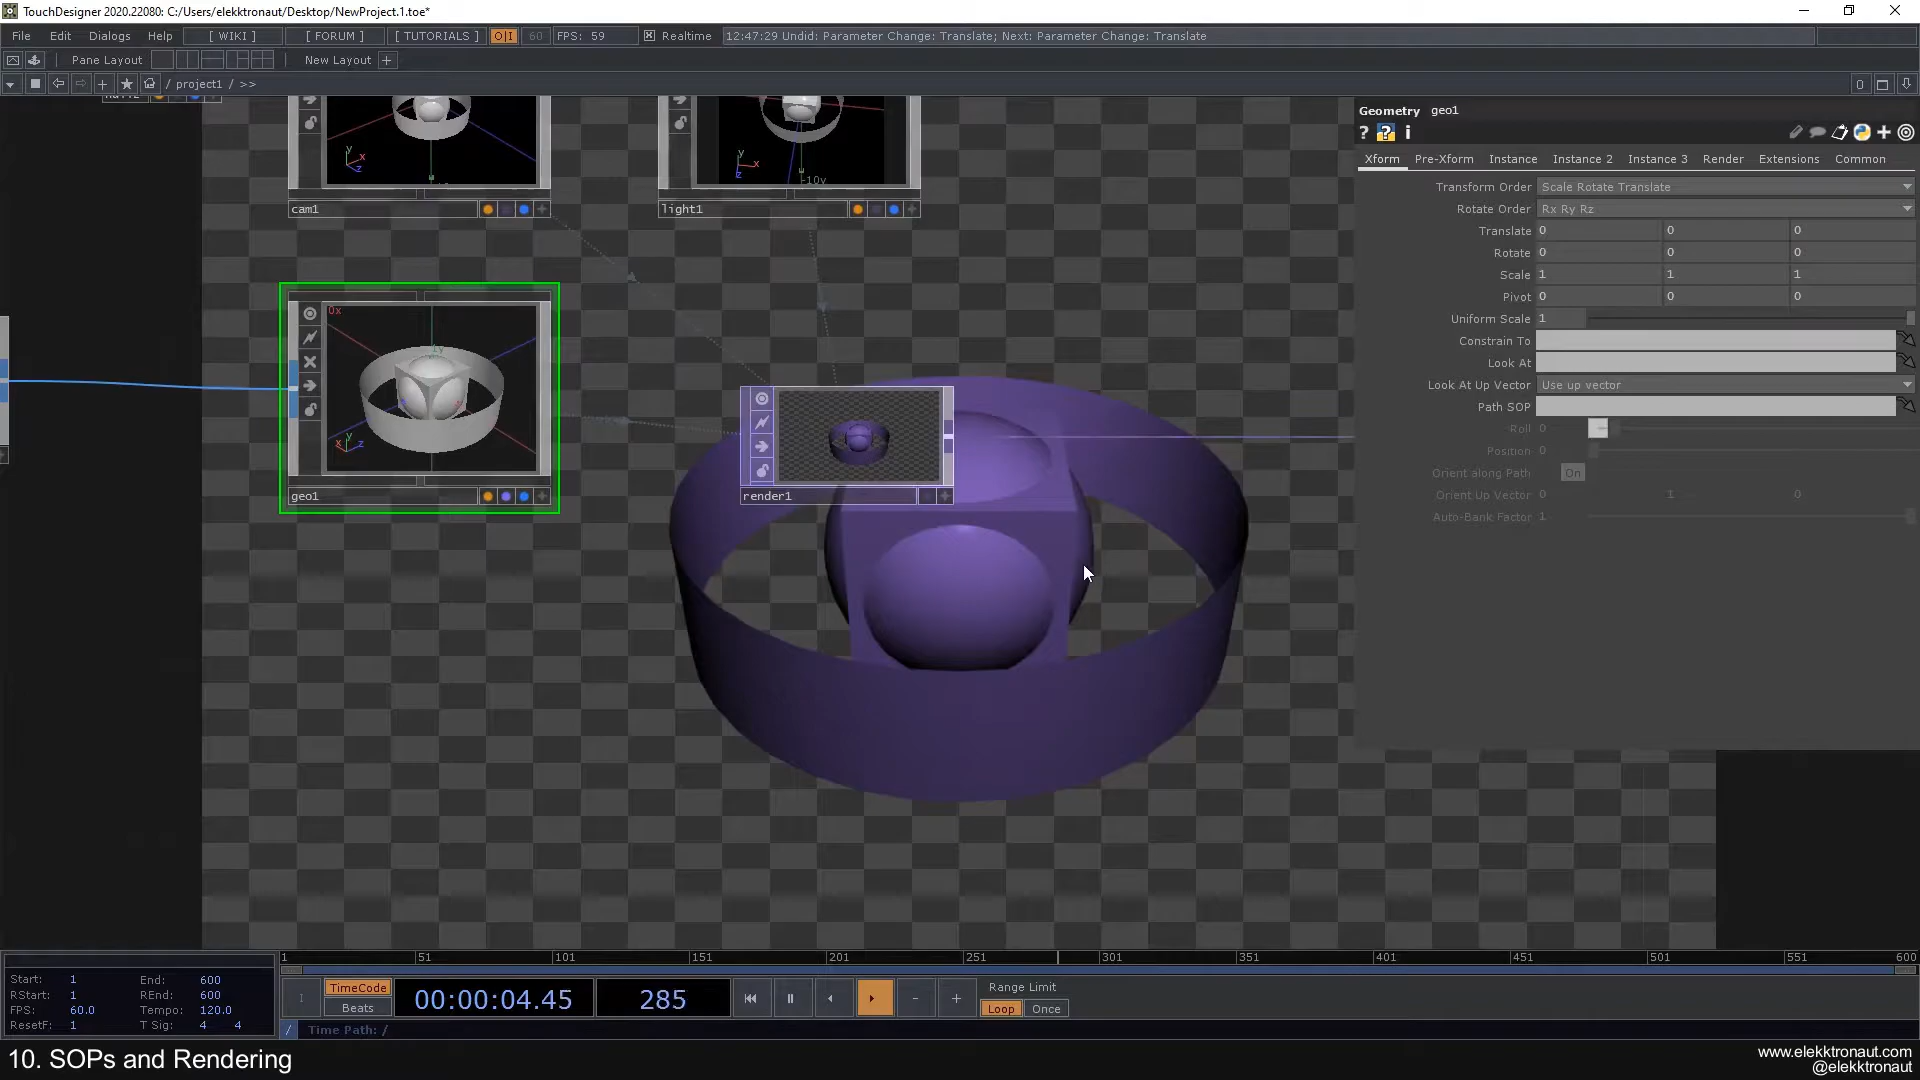 TouchDesigner 2020.22080: C:/Users/elekktronaut/Desktop/NewProject.1.toe*
File Edit Dialogs Help [ WIKI ] [ FORUM ] [ TUTORIALS ] O|I 60 FPS: 59 Realtime 12:47:29 Undid: Parameter Change: Translate; Next: Parameter Change: Translate
Pane Layout New Layout +
/ project1 / >>
Geometry geo1
? ? i
Xform Pre-Xform Instance Instance 2 Instance 3 Render Extensions Common
Transform Order Scale Rotate Translate
Rotate Order Rx Ry Rz
Translate 0 0 0
Rotate 0 0 0
Scale 1 1 1
Pivot 0 0 0
Uniform Scale 1
Constrain To
Look At
Look At Up Vector Use up vector
Path SOP
Roll 0
Position 0
Orient along Path On
Orient Up Vector 0 1 0
Auto-Bank Factor 1
y x z
y x z
-10y
cam1
light1
0x
x y z
geo1
render1
1 51 101 151 201 251 301 351 401 451 501 551 600
Start: 1 End: 600
RStart: 1 REnd: 600
FPS: 60.0 Tempo: 120.0
ResetF: 1 T Sig: 4 4
TimeCode
Beats
00:00:04.45
285
Range Limit
Loop Once
/ Time Path: /
10. SOPs and Rendering
www.elekktronaut.com
@elekktronaut